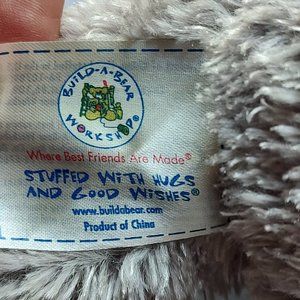 BUILD-A-BEAR
WORKSHOP®
Where Best Friends Are Made®
STUFFED WITH HUGS
AND GOOD WISHES®
www.buildabear.com
Product of China